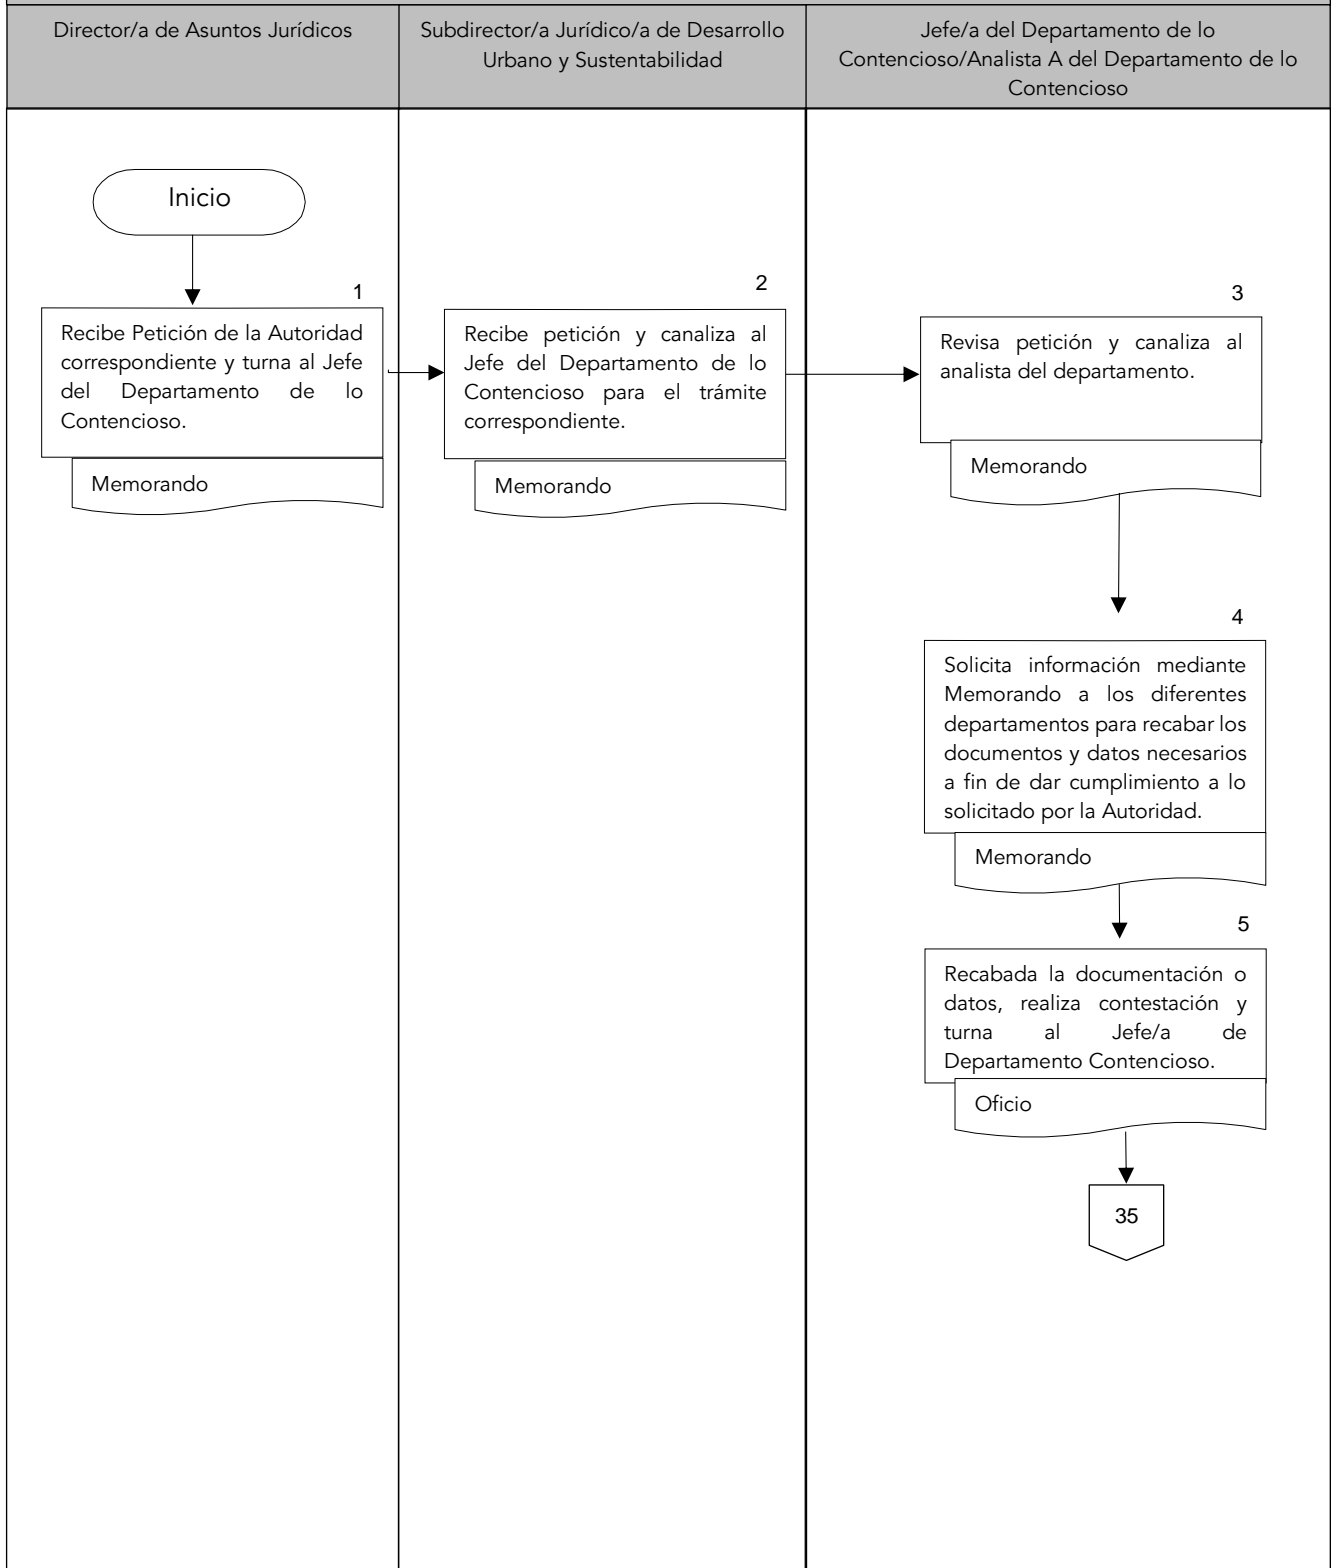 Director/a de Asuntos Jurídicos
Subdirector/a Jurídico/a de Desarrollo
Urbano y Sustentabilidad
Jefe/a del Departamento de lo
Contencioso/Analista A del Departamento de lo
Contencioso
Inicio
1
Recibe Petición de la Autoridad
correspondiente y turna al Jefe
del Departamento de lo
Contencioso.
Memorando
2
Recibe petición y canaliza al
Jefe del Departamento de lo
Contencioso para el trámite
correspondiente.
Memorando
3
Revisa petición y canaliza al
analista del departamento.
Memorando
4
Solicita información mediante
Memorando a los diferentes
departamentos para recabar los
documentos y datos necesarios
a fin de dar cumplimiento a lo
solicitado por la Autoridad.
Memorando
5
Recabada la documentación o
datos, realiza contestación y
turna al Jefe/a de
Departamento Contencioso.
Oficio
35